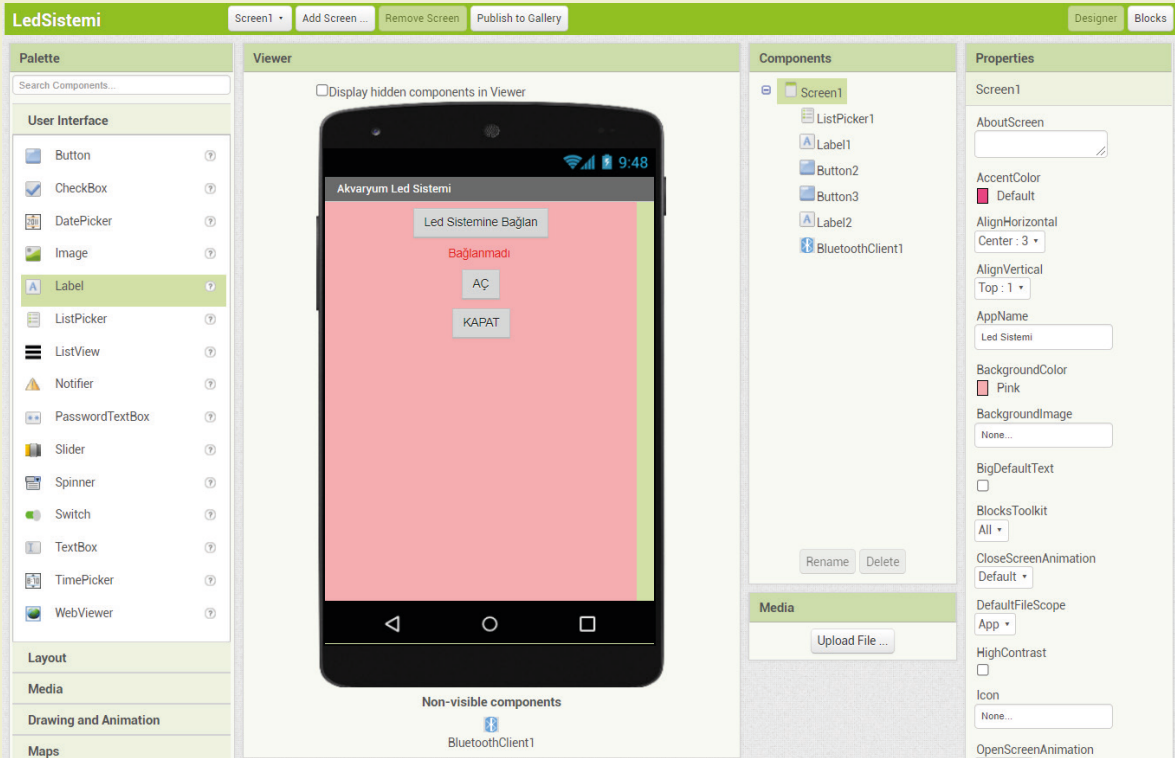 LedSistemi
Screen1
Add Screen ...
Remove Screen
Publish to Gallery
Designer
Blocks
Palette
Search Components...
User Interface
Button
CheckBox
DatePicker
Image
Label
ListPicker
ListView
Notifier
PasswordTextBox
Slider
Spinner
Switch
TextBox
TimePicker
WebViewer
Layout
Media
Drawing and Animation
Maps
Viewer
Display hidden components in Viewer
9:48
Akvaryum Led Sistemi
Led Sistemine Bağlan
Bağlanmadı
AÇ
KAPAT
Non-visible components
BluetoothClient1
Components
Screen1
ListPicker1
Label1
Button2
Button3
Label2
BluetoothClient1
Rename
Delete
Media
Upload File ...
Properties
Screen1
AboutScreen
AccentColor
Default
AlignHorizontal
Center : 3
AlignVertical
Top : 1
AppName
Led Sistemi
BackgroundColor
Pink
BackgroundImage
None...
BigDefaultText
BlocksToolkit
All
CloseScreenAnimation
Default
DefaultFileScope
App
HighContrast
Icon
None...
OpenScreenAnimation